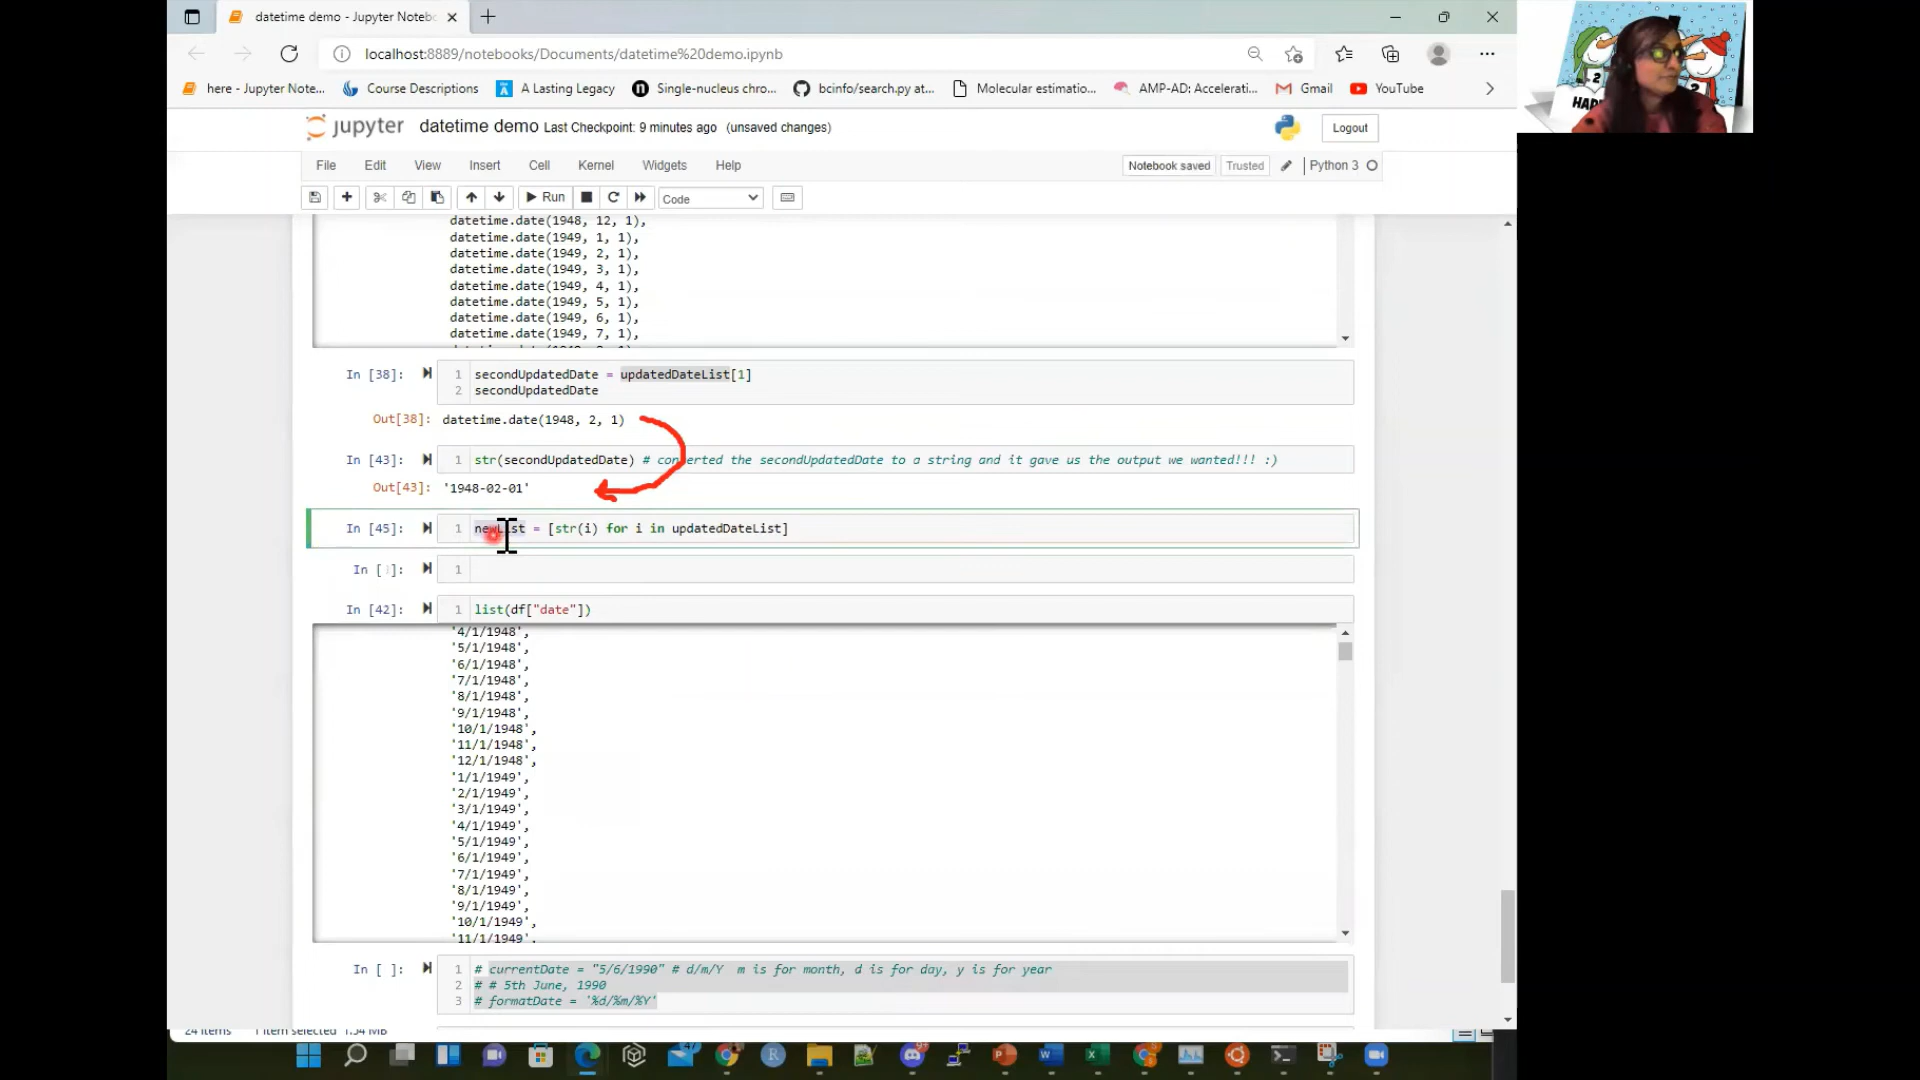 datetime demo - Jupyter Noteb
localhost:8889/notebooks/Documents/datetime%20demo.ipynb
here - Jupyter Note... Course Descriptions A Lasting Legacy Single-nucleus chro... bcinfo/search.py at... Molecular estimatio... AMP-AD: Accelerati... Gmail YouTube
jupyter datetime demo Last Checkpoint: 9 minutes ago (unsaved changes) Logout
File Edit View Insert Cell Kernel Widgets Help Notebook saved Trusted Python 3
Run Code
datetime.date(1948, 12, 1),
datetime.date(1949, 1, 1),
datetime.date(1949, 2, 1),
datetime.date(1949, 3, 1),
datetime.date(1949, 4, 1),
datetime.date(1949, 5, 1),
datetime.date(1949, 6, 1),
datetime.date(1949, 7, 1),
In [38]: 1 secondUpdatedDate = updatedDateList[1]
2 secondUpdatedDate
Out[38]: datetime.date(1948, 2, 1)
In [43]: 1 str(secondUpdatedDate) # converted the secondUpdatedDate to a string and it gave us the output we wanted!!! :)
Out[43]: '1948-02-01'
In [45]: 1 newList = [str(i) for i in updatedDateList]
In [ ]: 1
In [42]: 1 list(df["date"])
'4/1/1948',
'5/1/1948',
'6/1/1948',
'7/1/1948',
'8/1/1948',
'9/1/1948',
'10/1/1948',
'11/1/1948',
'12/1/1948',
'1/1/1949',
'2/1/1949',
'3/1/1949',
'4/1/1949',
'5/1/1949',
'6/1/1949',
'7/1/1949',
'8/1/1949',
'9/1/1949',
'10/1/1949',
'11/1/1949',
In [ ]: 1 # currentDate = "5/6/1990" # d/m/Y m is for month, d is for day, y is for year
2 # # 5th June, 1990
3 # formatDate = '%d/%m/%Y'
24 items 1 item selected 1.54 MB